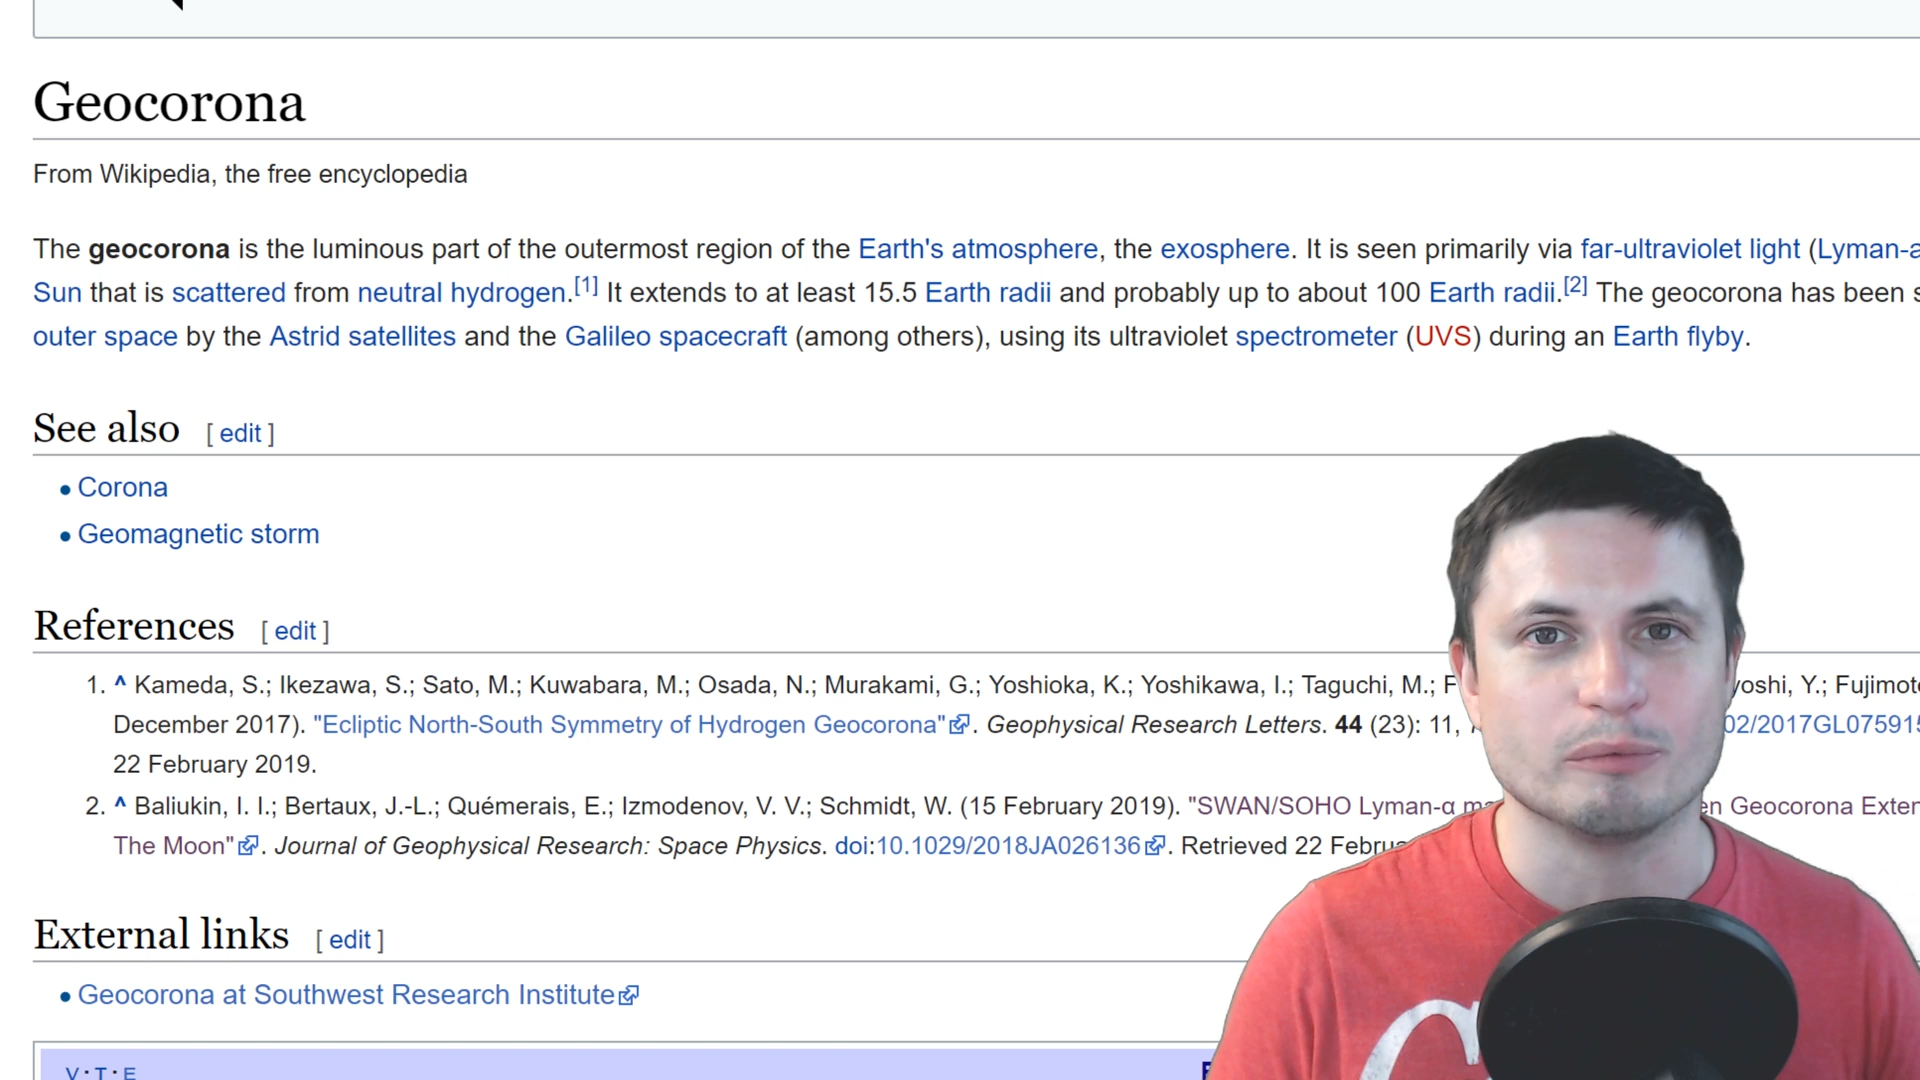 Geocorona
From Wikipedia, the free encyclopedia
The geocorona is the luminous part of the outermost region of the Earth's atmosphere, the exosphere. It is seen primarily via far-ultraviolet light (Lyman-a
Sun that is scattered from neutral hydrogen.[1] It extends to at least 15.5 Earth radii and probably up to about 100 Earth radii.[2] The geocorona has been s
outer space by the Astrid satellites and the Galileo spacecraft (among others), using its ultraviolet spectrometer (UVS) during an Earth flyby.
See also [ edit ]
• Corona
• Geomagnetic storm
References [ edit ]
1. ^ Kameda, S.; Ikezawa, S.; Sato, M.; Kuwabara, M.; Osada, N.; Murakami, G.; Yoshioka, K.; Yoshikawa, I.; Taguchi, M.; F yoshi, Y.; Fujimot
December 2017). "Ecliptic North-South Symmetry of Hydrogen Geocorona". Geophysical Research Letters. 44 (23): 11, 02/2017GL075915
22 February 2019.
2. ^ Baliukin, I. I.; Bertaux, J.-L.; Quémerais, E.; Izmodenov, V. V.; Schmidt, W. (15 February 2019). "SWAN/SOHO Lyman-α ma en Geocorona Exten
The Moon". Journal of Geophysical Research: Space Physics. doi:10.1029/2018JA026136. Retrieved 22 Febru
External links [ edit ]
• Geocorona at Southwest Research Institute
V·T·E